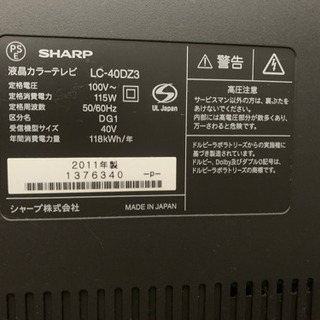 PS
E
SHARP
液晶カラーテレビ LC-40DZ3
定格電圧 100V~
定格消費電力 115W
定格周波数 50/60Hz
区分名 DG1
受信機型サイズ 40V
年間消費電力量 118kWh/年
S
UL Japan
2011年製
1376340 -P-
シャープ株式会社 MADE IN JAPAN
警告
高圧注意
サービスマン以外の方は、裏ぶたを
あけないでください。
内部には高電圧部分が数多くあり、
万一さわると危険です。
ドルビーラボラトリーズからの実施権に
基づき製造されています。
ドルビー、Dolby及びダブルD記号は、
ドルビーラボラトリーズの商標です。